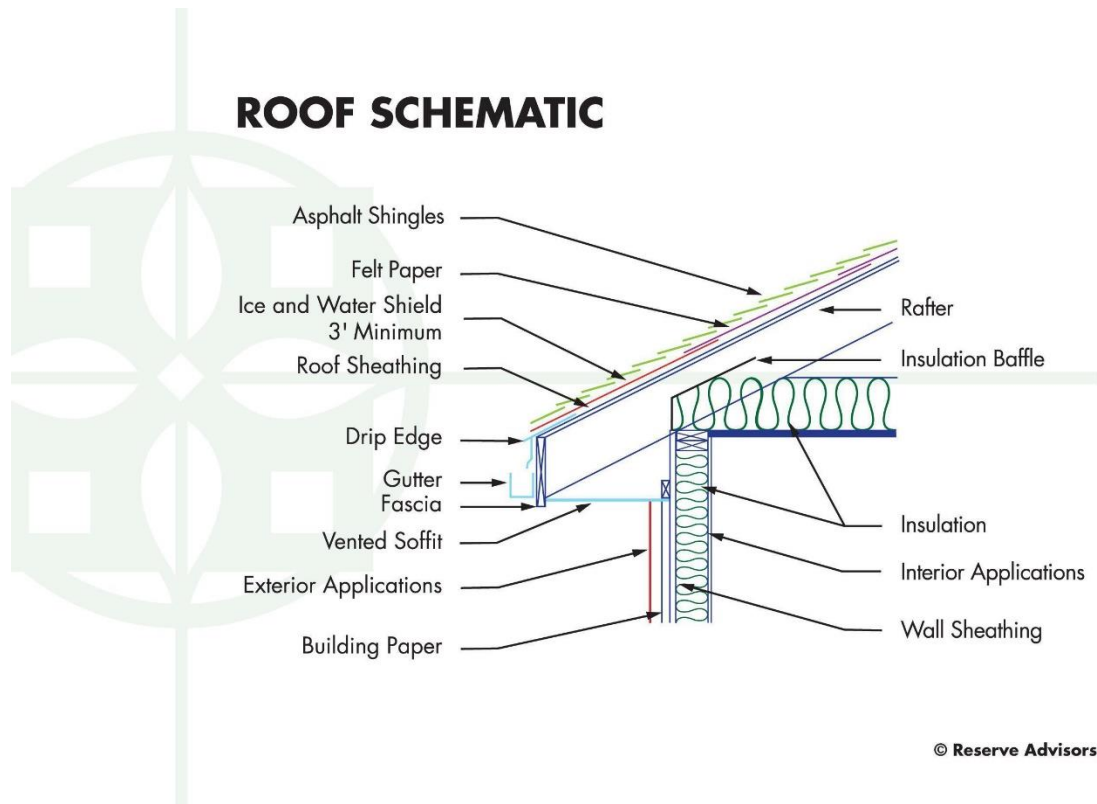 ROOF SCHEMATIC
Asphalt Shingles
Felt Paper
Ice and Water Shield
3' Minimum
Roof Sheathing
Drip Edge
Gutter
Fascia
Vented Soffit
Exterior Applications
Building Paper
Rafter
Insulation Baffle
Insulation
Interior Applications
Wall Sheathing
© Reserve Advisors